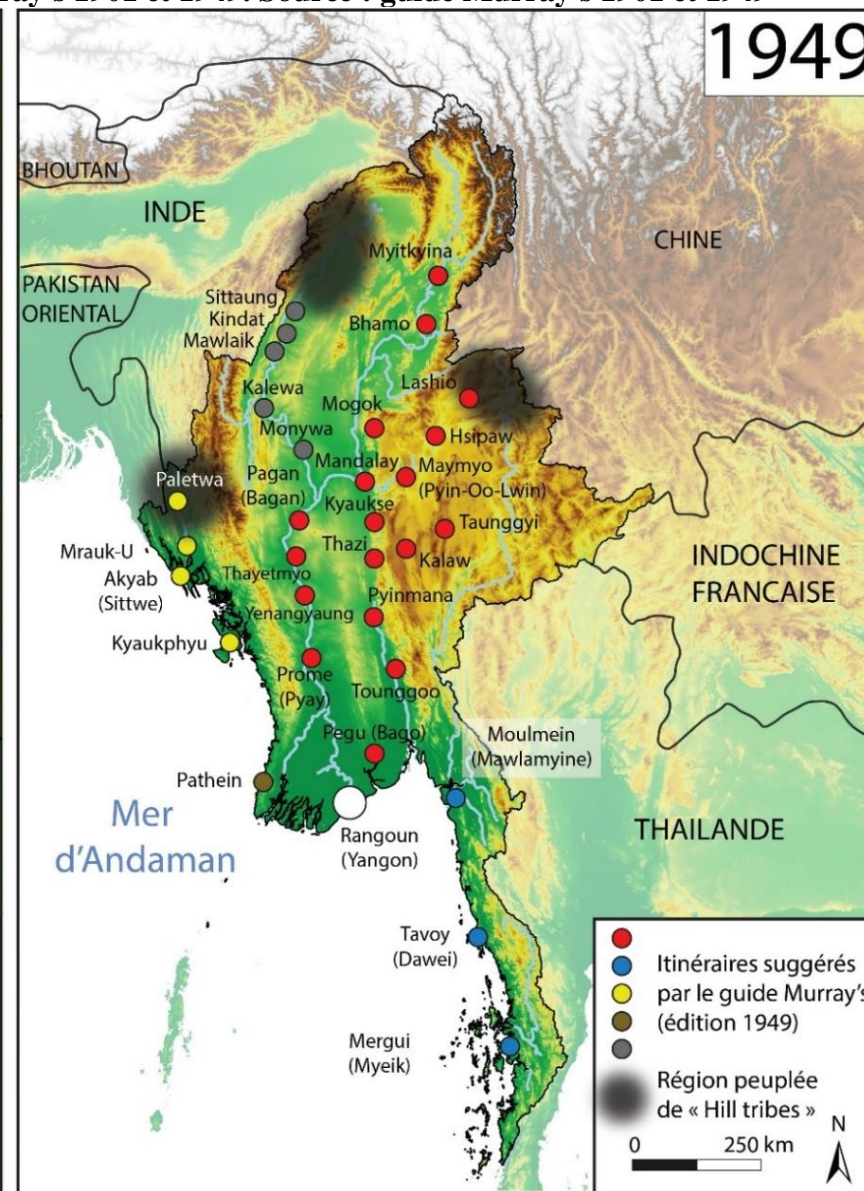 1949
BHOUTAN
INDE
CHINE
Myitkyina
PAKISTAN
ORIENTAL
Sittaung
Kindat
Mawlaik
Bhamo
Lashio
Kalewa
Mogok
Monywa
Hsipaw
Mandalay
Maymyo
(Pyin-Oo-Lwin)
Paletwa
Pagan
(Bagan)
Kyaukse
Taunggyi
Mrauk-U
Thazi
Kalaw
INDOCHINE
FRANCAISE
Akyab
(Sittwe)
Thayetmyo
Pyinmana
Yenangyaung
Kyaukphyu
Prome
(Pyay)
Tounggoo
Pegu (Bago)
Moulmein
(Mawlamyine)
Pathein
Mer
d'Andaman
Rangoun
(Yangon)
THAILANDE
Tavoy
(Dawei)
Mergui
(Myeik)
Itinéraires suggérés
par le guide Murray's
(édition 1949)
Région peuplée
de « Hill tribes »
0 250 km
N